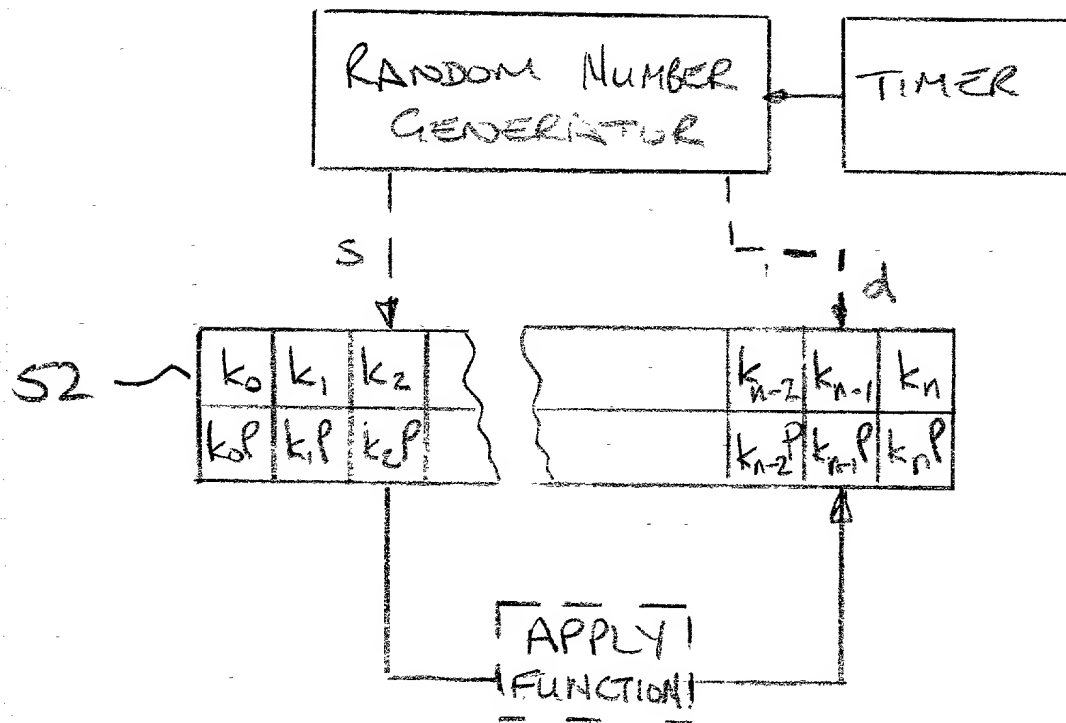 RANDOM NUMBER
GENERATOR
TIMER
s
d
52
k₀ k₁ k₂ kₙ₋₂ kₙ₋₁ kₙ
k₀P k₁P k₂P kₙ₋₂P kₙ₋₁P kₙP
APPLY
FUNCTION